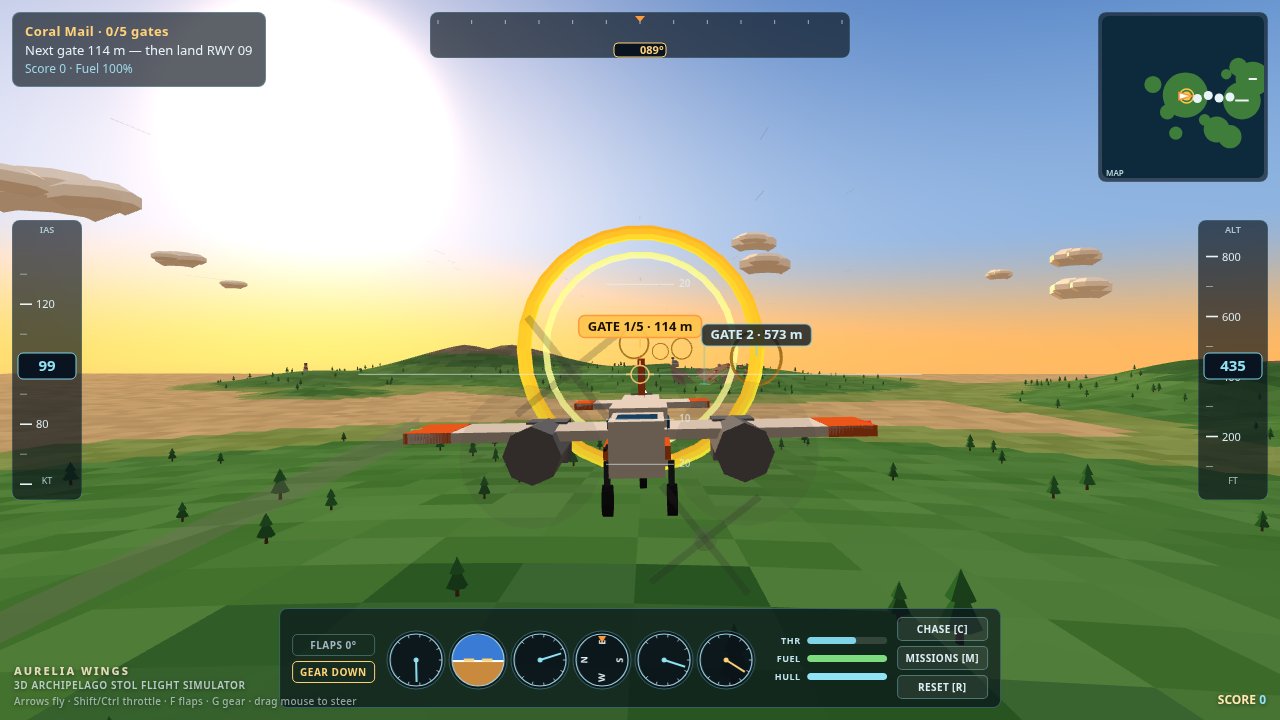 Coral Mail · 0/5 gates
Next gate 114 m — then land RWY 09
Score 0 · Fuel 100%
089°
MAP
IAS
120
99
80
KT
ALT
800
600
435
200
FT
20
GATE 1/5 · 114 m
GATE 2 · 573 m
10
20
FLAPS 0°
GEAR DOWN
N
E
S
W
THR
FUEL
HULL
CHASE [C]
MISSIONS [M]
RESET [R]
AURELIA WINGS
3D ARCHIPELAGO STOL FLIGHT SIMULATOR
Arrows fly · Shift/Ctrl throttle · F flaps · G gear · drag mouse to steer
SCORE 0